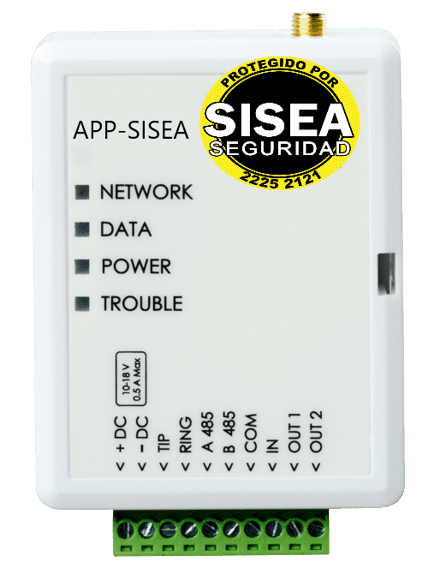 PROTEGIDO POR
SISEA
SEGURIDAD
2225 2121
APP-SISEA
NETWORK
DATA
POWER
TROUBLE
10-18 V
0.5 A Max
< + DC
< - DC
< TIP
< RING
< A 485
< B 485
< COM
< IN
< OUT 1
< OUT 2